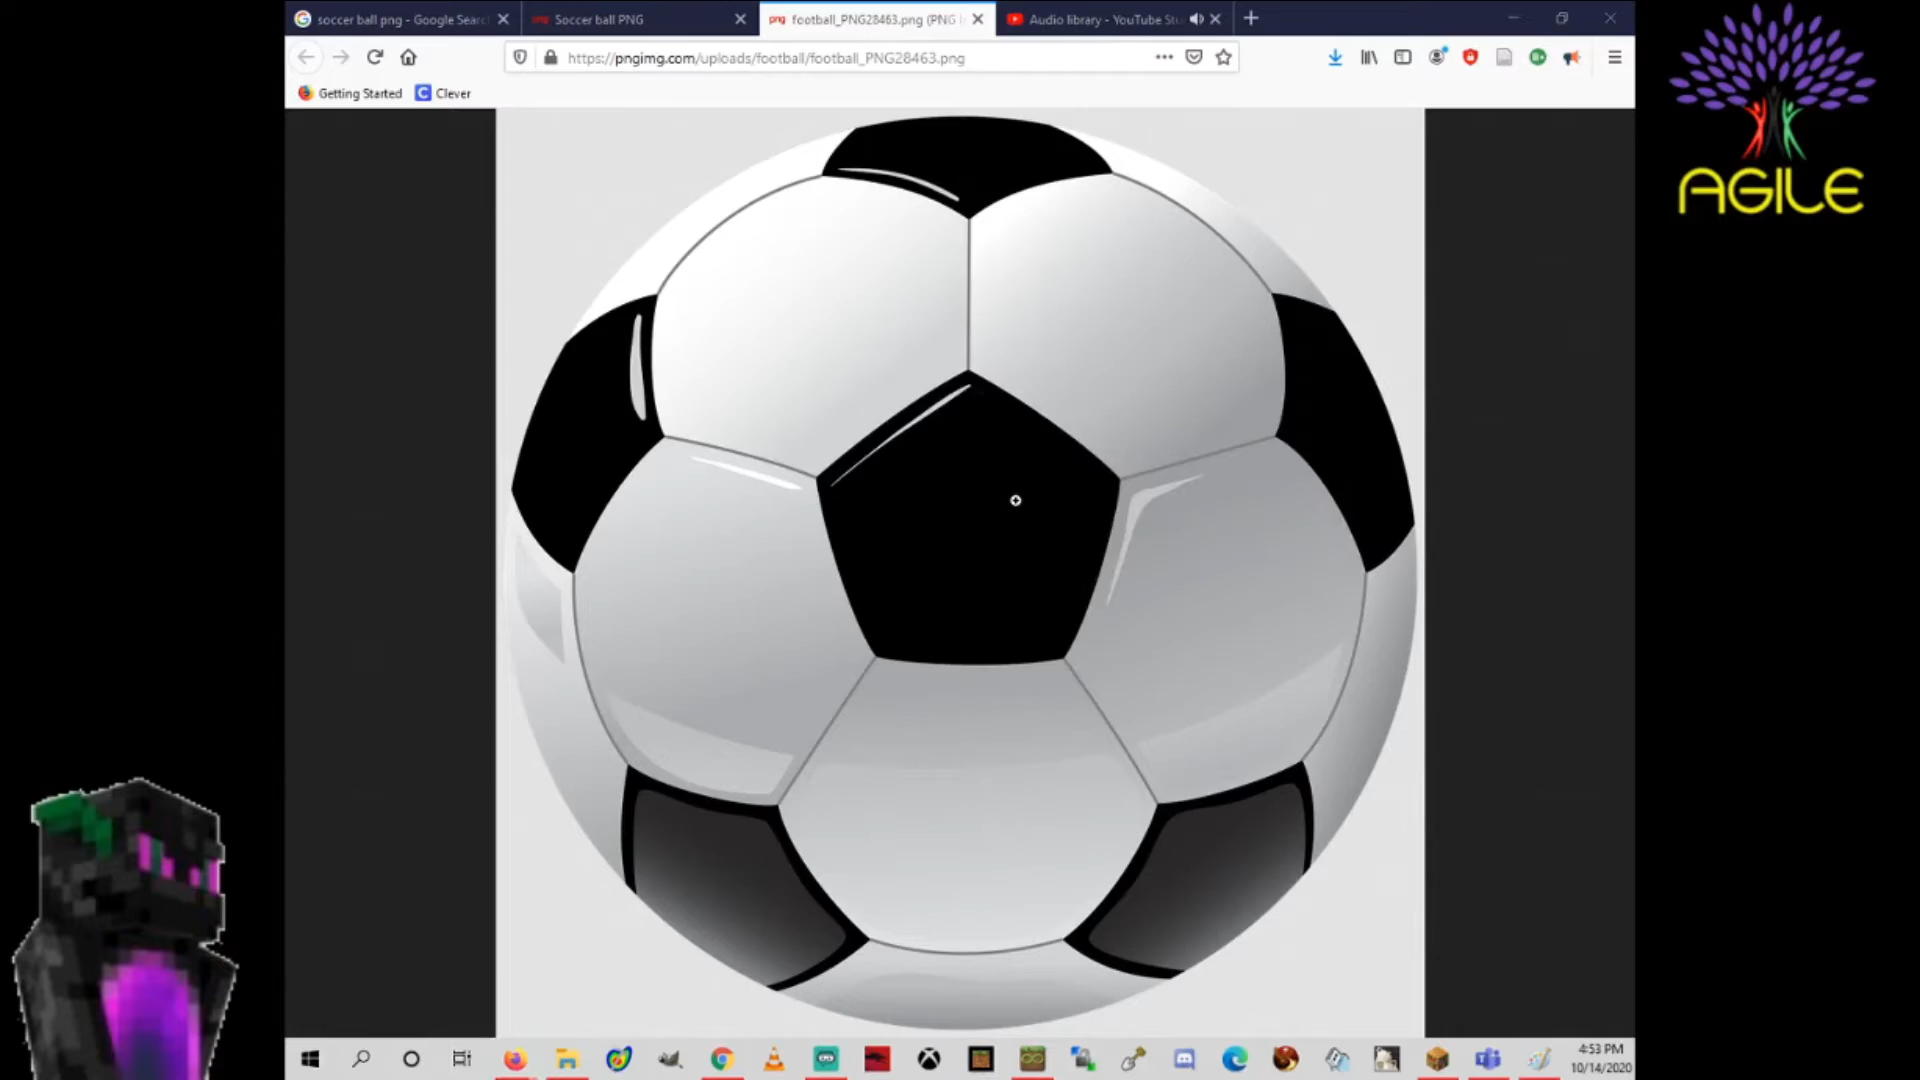 soccer ball png - Google Searc
Soccer ball PNG
football_PNG28463.png (PNG I
Audio library - YouTube Stu
https://pngimg.com/uploads/football/football_PNG28463.png
Getting Started
Clever
AGILE
4:53 PM
10/14/2020